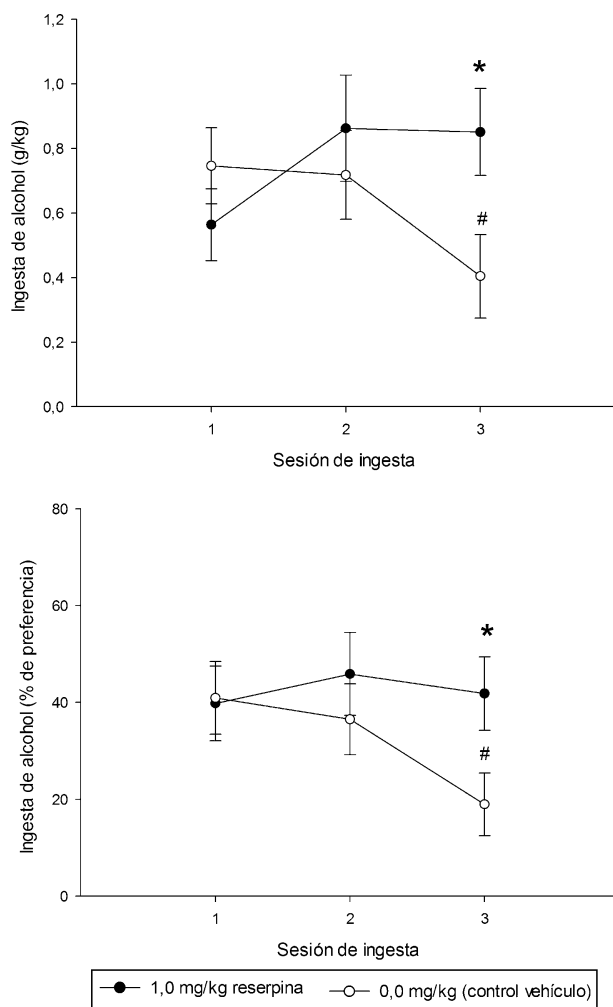 Ingesta de alcohol (g/kg)
1,2
1,0
0,8
0,6
0,4
0,2
0,0
*
#
1 2 3
Sesión de ingesta
Ingesta de alcohol (% de preferencia)
80
60
40
20
0
*
#
1 2 3
Sesión de ingesta
1,0 mg/kg reserpina 0,0 mg/kg (control vehículo)